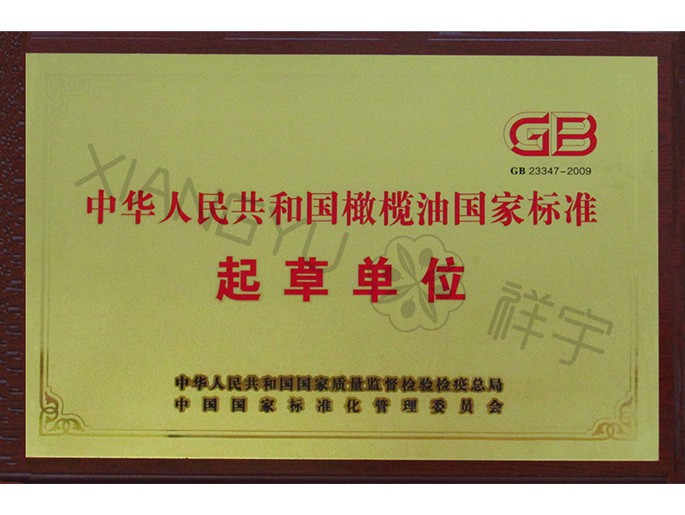 GB
GB 23347-2009
中华人民共和国橄榄油国家标准
起草单位
XIANGYU 祥宇
中华人民共和国国家质量监督检验检疫总局
中国国家标准化管理委员会